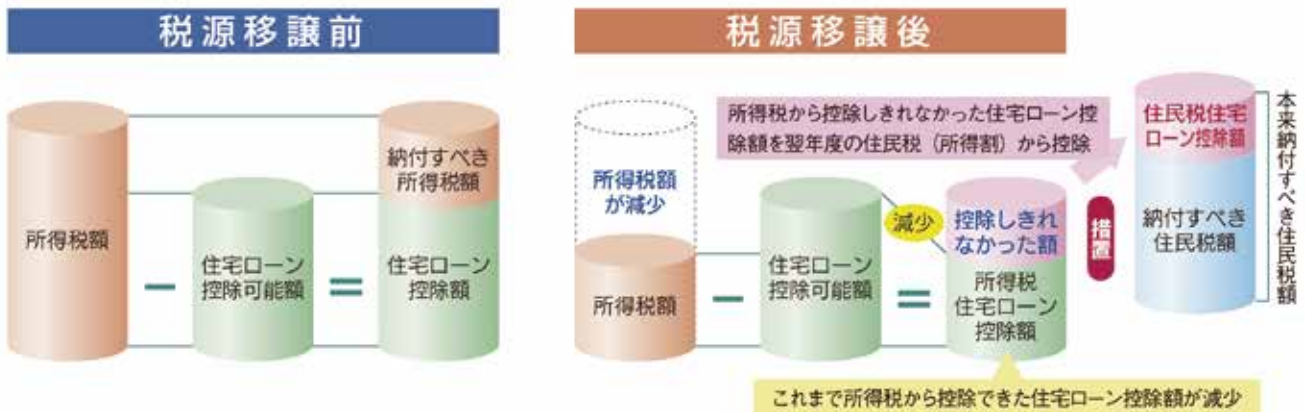 税源移譲前
所得税額
－
住宅ローン
控除可能額
＝
納付すべき
所得税額
住宅ローン
控除額
税源移譲後
所得税額
が減少
所得税額
－
住宅ローン
控除可能額
＝
減少
控除しきれ
なかった額
所得税
住宅ローン
控除額
所得税から控除しきれなかった住宅ローン控
除額を翌年度の住民税（所得割）から控除
措置
住民税住宅
ローン控除額
納付すべき
住民税額
本来納付すべき住民税額
これまで所得税から控除できた住宅ローン控除額が減少